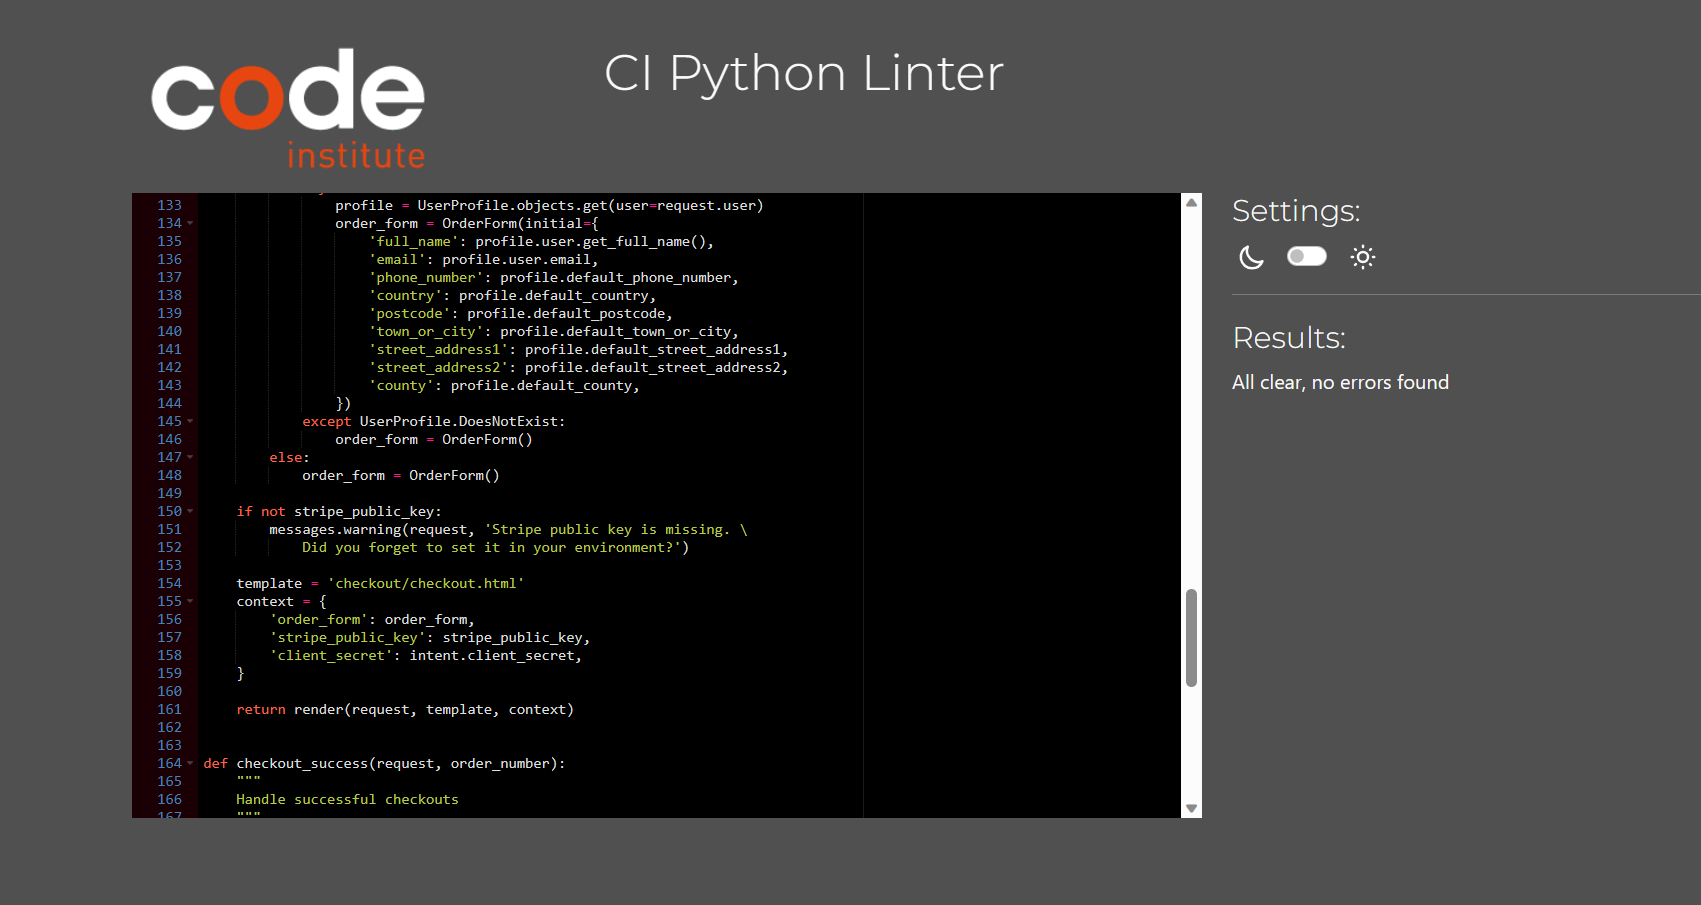 code
institute
CI Python Linter
133 profile = UserProfile.objects.get(user=request.user)
134 order_form = OrderForm(initial={
135 'full_name': profile.user.get_full_name(),
136 'email': profile.user.email,
137 'phone_number': profile.default_phone_number,
138 'country': profile.default_country,
139 'postcode': profile.default_postcode,
140 'town_or_city': profile.default_town_or_city,
141 'street_address1': profile.default_street_address1,
142 'street_address2': profile.default_street_address2,
143 'county': profile.default_county,
144 })
145 except UserProfile.DoesNotExist:
146 order_form = OrderForm()
147 else:
148 order_form = OrderForm()
149
150 if not stripe_public_key:
151 messages.warning(request, 'Stripe public key is missing. \
152 Did you forget to set it in your environment?')
153
154 template = 'checkout/checkout.html'
155 context = {
156 'order_form': order_form,
157 'stripe_public_key': stripe_public_key,
158 'client_secret': intent.client_secret,
159 }
160
161 return render(request, template, context)
162
163
164 def checkout_success(request, order_number):
165 """
166 Handle successful checkouts
167 """
Settings:
Results:
All clear, no errors found